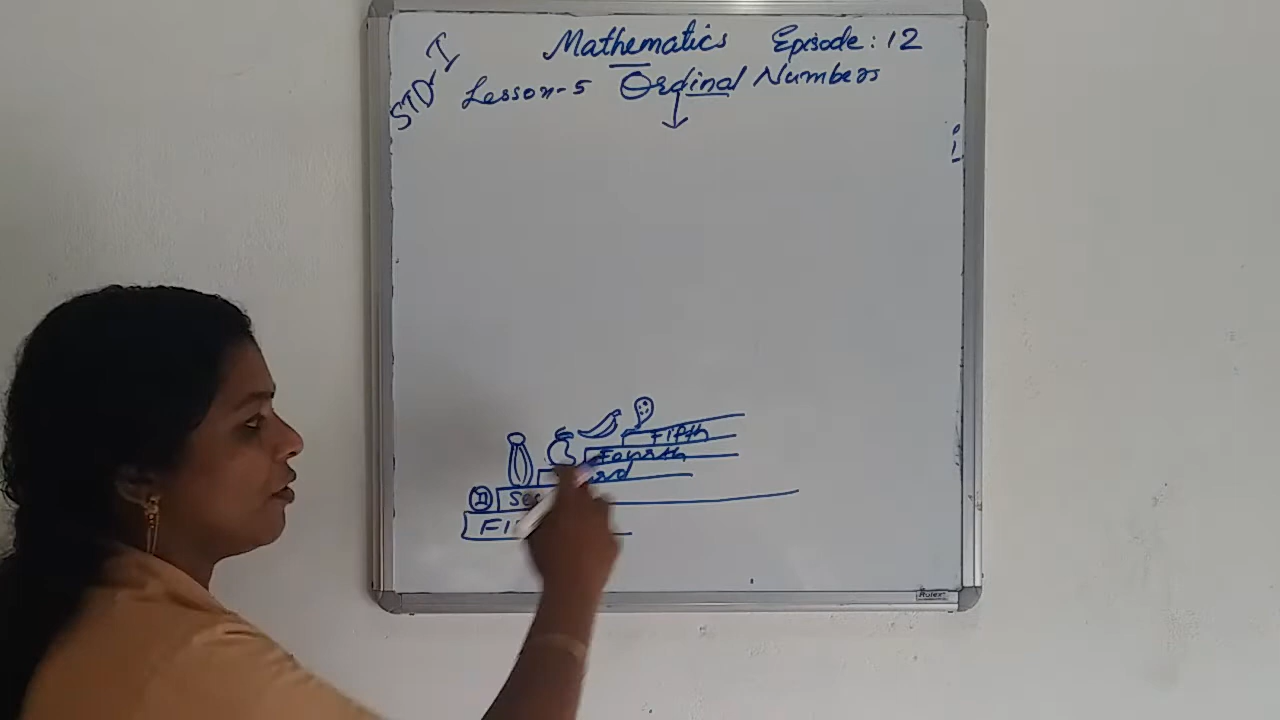 STD-I
Mathematics Episode: 12
Lesson-5 Ordinal Numbers
Fifth
Fourth